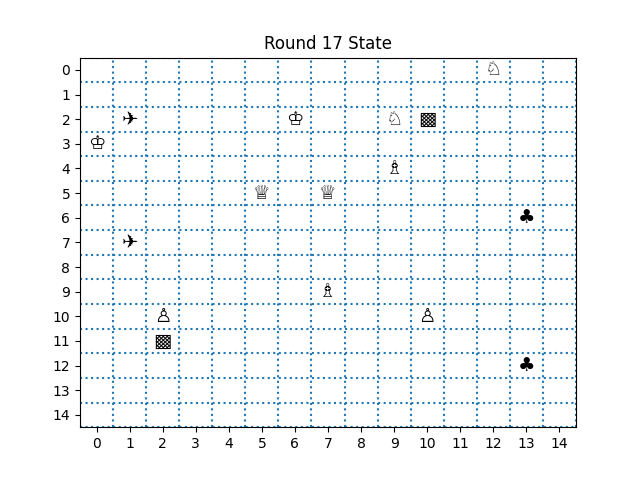 Round 17 State
0 ♘
1
2 ✈ ♔ ♘ ▩
3 ♔
4 ♗
5 ♕ ♕
6 ♣
7 ✈
8
9 ♗
10 ♙ ♙
11 ▩
12 ♣
13
14
0 1 2 3 4 5 6 7 8 9 10 11 12 13 14